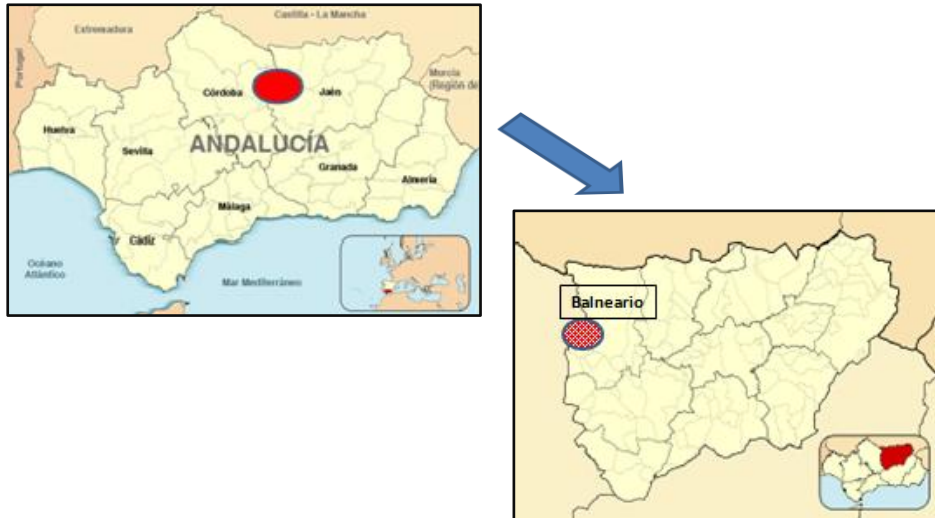 Castilla - La Mancha
Extremadura
Portugal
Murcia
(Región de
Córdoba
Jaén
Huelva
Sevilla
ANDALUCÍA
Granada
Almería
Málaga
Cádiz
Océano
Atlántico
Mar Mediterráneo
Balneario